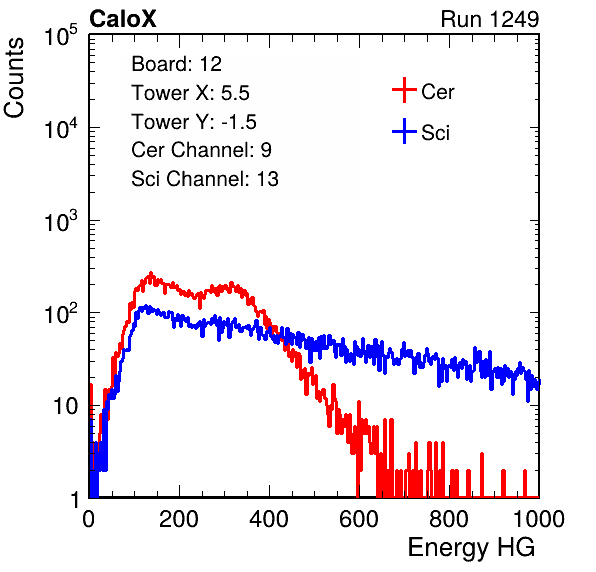 CaloX Run 1249
Counts
10^5
10^4
10^3
10^2
10
1
Board: 12
Tower X: 5.5
Tower Y: -1.5
Cer Channel: 9
Sci Channel: 13
Cer
Sci
0 200 400 600 800 1000
Energy HG